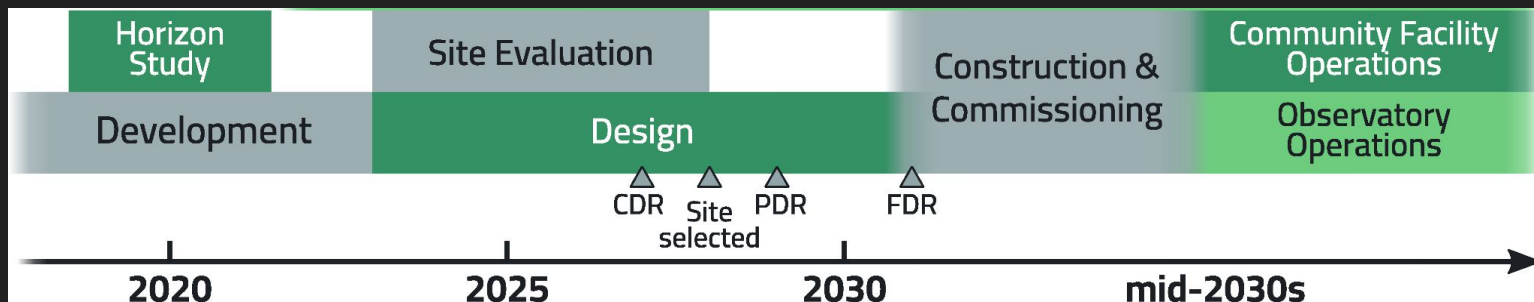 Horizon
Study
Site Evaluation
Construction &
Commissioning
Community Facility
Operations
Development
Design
Observatory
Operations
CDR
Site
selected
PDR
FDR
2020
2025
2030
mid-2030s